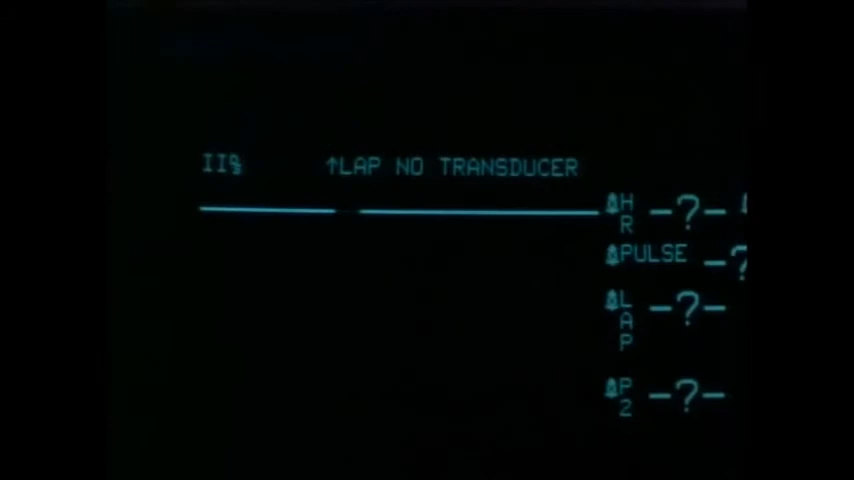 II ↑LAP NO TRANSDUCER
HR -?-
PULSE -?
LAP -?-
P2 -?-